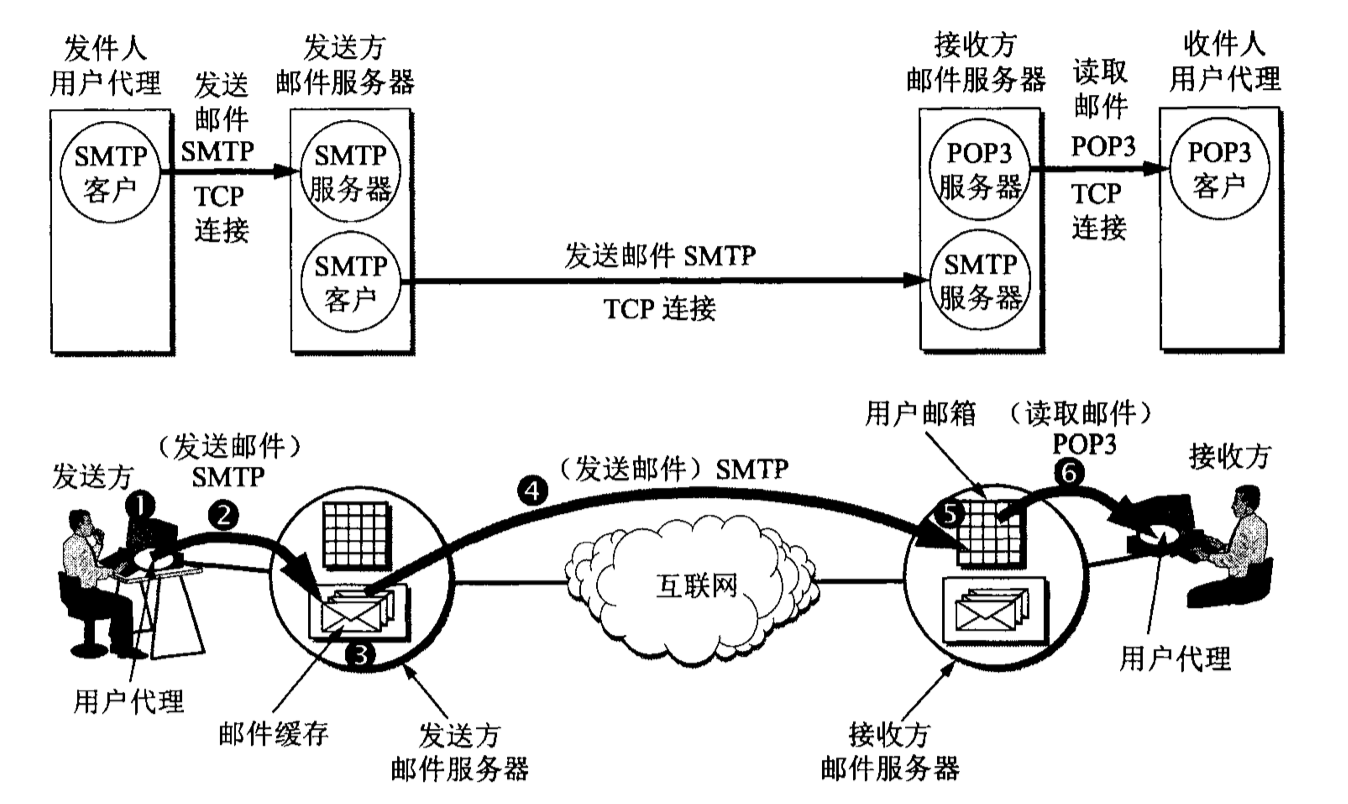 发件人
用户代理
发送
邮件
SMTP
TCP
连接
SMTP
客户
发送方
邮件服务器
SMTP
服务器
SMTP
客户
发送邮件 SMTP
TCP 连接
接收方
邮件服务器
POP3
服务器
SMTP
服务器
读取
邮件
POP3
TCP
连接
收件人
用户代理
POP3
客户
发送方
❶
(发送邮件)
SMTP
❷
用户代理
❸
邮件缓存
发送方
邮件服务器
❹
(发送邮件) SMTP
互联网
用户邮箱
❺
(读取邮件)
POP3
❻
接收方
接收方
邮件服务器
用户代理